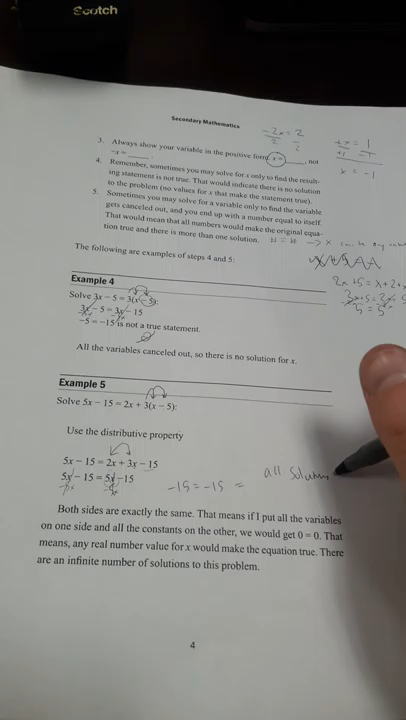 Scotch
Secondary Mathematics
-2x = 2
2 2
3. Always show your variable in the positive form, x = ____, not
-x = ____.
x = -1
4. Remember, sometimes you may solve for x only to find the result-
ing statement is not true. That would indicate there is no solution
to the problem (no values for x that make the statement true).
5. Sometimes you may solve for a variable only to find the variable
gets canceled out, and you end up with a number equal to itself.
That would mean that all numbers would make the original equa-
tion true and there is more than one solution.
The following are examples of steps 4 and 5:
Example 4
Solve 3x − 5 = 3(x − 5):
3x − 5 = 3x − 15
−5 = −15 is not a true statement.
All the variables canceled out, so there is no solution for x.
Example 5
Solve 5x − 15 = 2x + 3(x − 5):
Use the distributive property
5x − 15 = 2x + 3x − 15
5x − 15 = 5x − 15
-15 = -15 = all Solutions
Both sides are exactly the same. That means if I put all the variables
on one side and all the constants on the other, we would get 0 = 0. That
means, any real number value for x would make the equation true. There
are an infinite number of solutions to this problem.
4